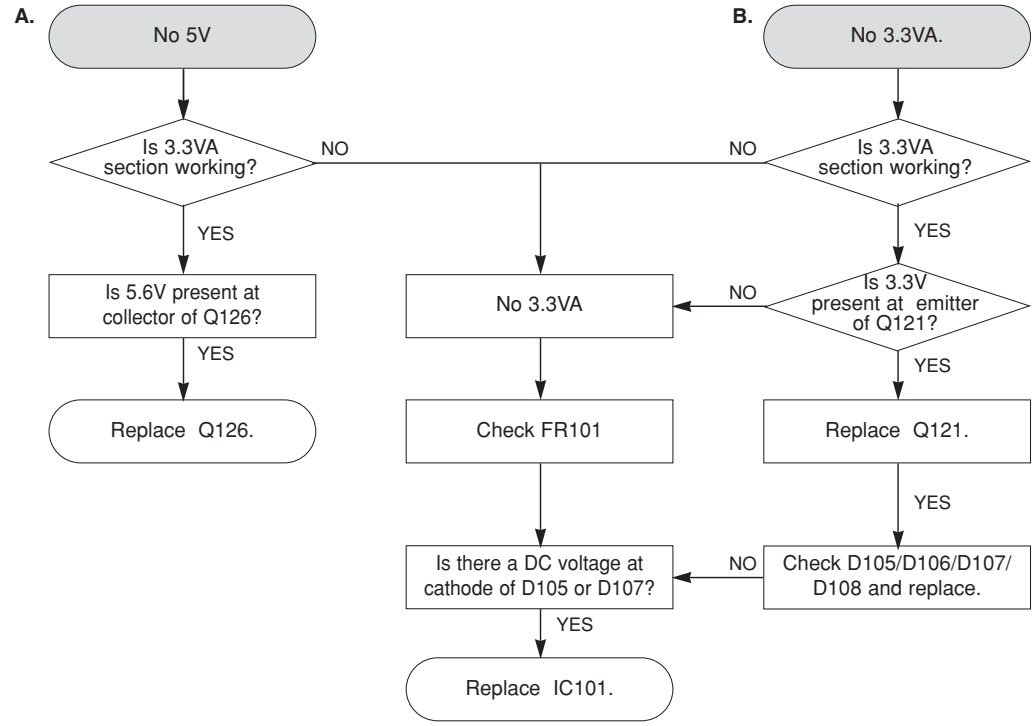 A.
No 5V
Is 3.3VA
section working?
NO
YES
Is 5.6V present at
collector of Q126?
YES
Replace Q126.
B.
No 3.3VA.
Is 3.3VA
section working?
NO
YES
Is 3.3V
present at emitter
of Q121?
NO
YES
No 3.3VA
Check FR101
Replace Q121.
YES
Check D105/D106/D107/
D108 and replace.
NO
Is there a DC voltage at
cathode of D105 or D107?
YES
Replace IC101.